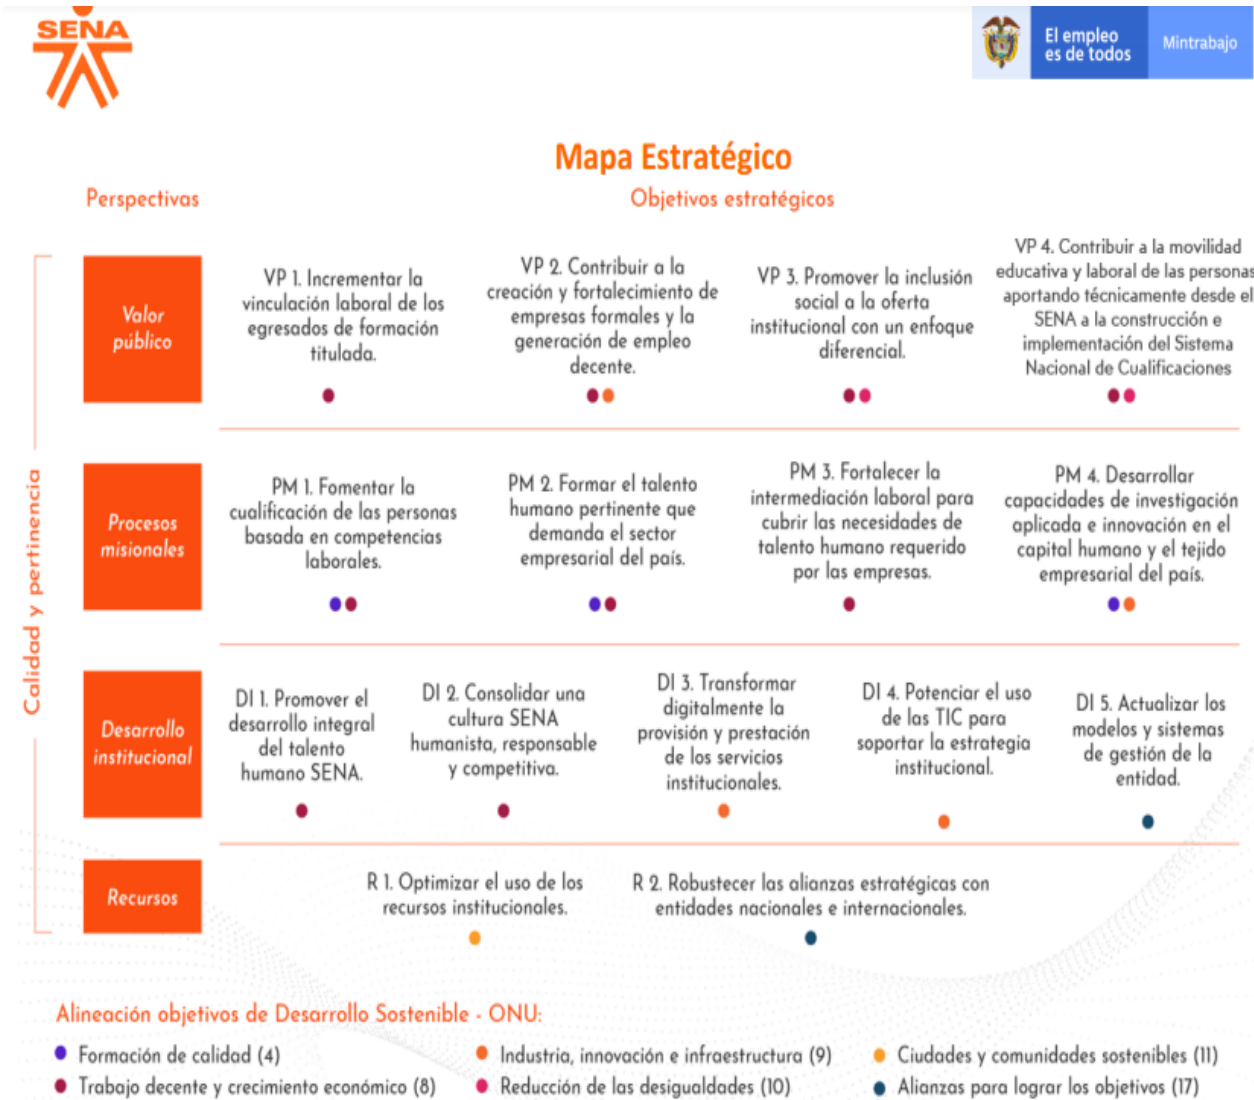 SENA
El empleo
es de todos
Mintrabajo
Mapa Estratégico
Perspectivas
Objetivos estratégicos
Calidad y pertinencia
Valor
público
VP 1. Incrementar la
vinculación laboral de los
egresados de formación
titulada.
VP 2. Contribuir a la
creación y fortalecimiento de
empresas formales y la
generación de empleo
decente.
VP 3. Promover la inclusión
social a la oferta
institucional con un enfoque
diferencial.
VP 4. Contribuir a la movilidad
educativa y laboral de las personas
aportando técnicamente desde el
SENA a la construcción e
implementación del Sistema
Nacional de Cualificaciones
Procesos
misionales
PM 1. Fomentar la
cualificación de las personas
basada en competencias
laborales.
PM 2. Formar el talento
humano pertinente que
demanda el sector
empresarial del país.
PM 3. Fortalecer la
intermediación laboral para
cubrir las necesidades de
talento humano requerido
por las empresas.
PM 4. Desarrollar
capacidades de investigación
aplicada e innovación en el
capital humano y el tejido
empresarial del país.
Desarrollo
institucional
DI 1. Promover el
desarrollo integral
del talento
humano SENA.
DI 2. Consolidar una
cultura SENA
humanista, responsable
y competitiva.
DI 3. Transformar
digitalmente la
provisión y prestación
de los servicios
institucionales.
DI 4. Potenciar el uso
de las TIC para
soportar la estrategia
institucional.
DI 5. Actualizar los
modelos y sistemas
de gestión de la
entidad.
Recursos
R 1. Optimizar el uso de los
recursos institucionales.
R 2. Robustecer las alianzas estratégicas con
entidades nacionales e internacionales.
Alineación objetivos de Desarrollo Sostenible - ONU:
Formación de calidad (4)
Industria, innovación e infraestructura (9)
Ciudades y comunidades sostenibles (11)
Trabajo decente y crecimiento económico (8)
Reducción de las desigualdades (10)
Alianzas para lograr los objetivos (17)